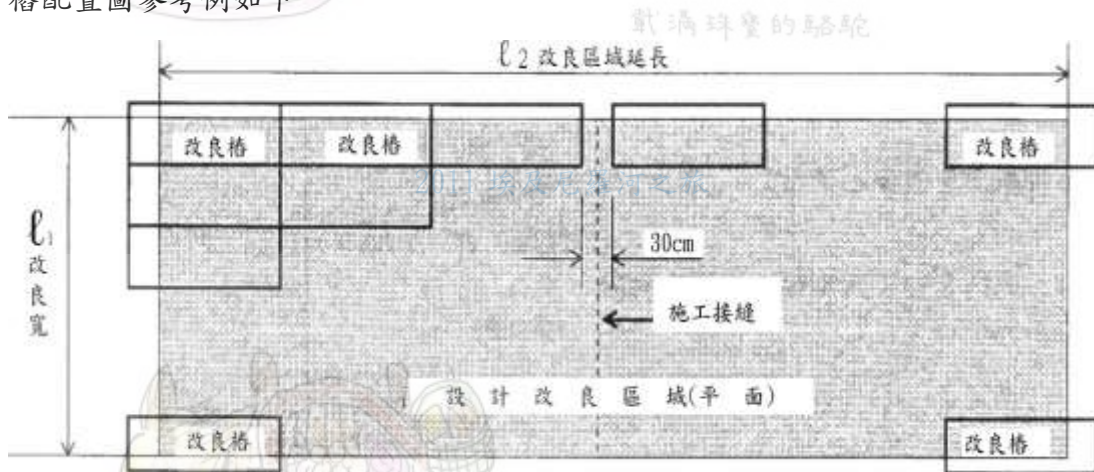 樁配置圖參考例如下
戴滿珠寶的駱駝
ℓ2 改良區域延長
改良樁
改良樁
改良樁
ℓ1
改良寬
30cm
施工接縫
設計改良區域(平面)
改良樁
改良樁